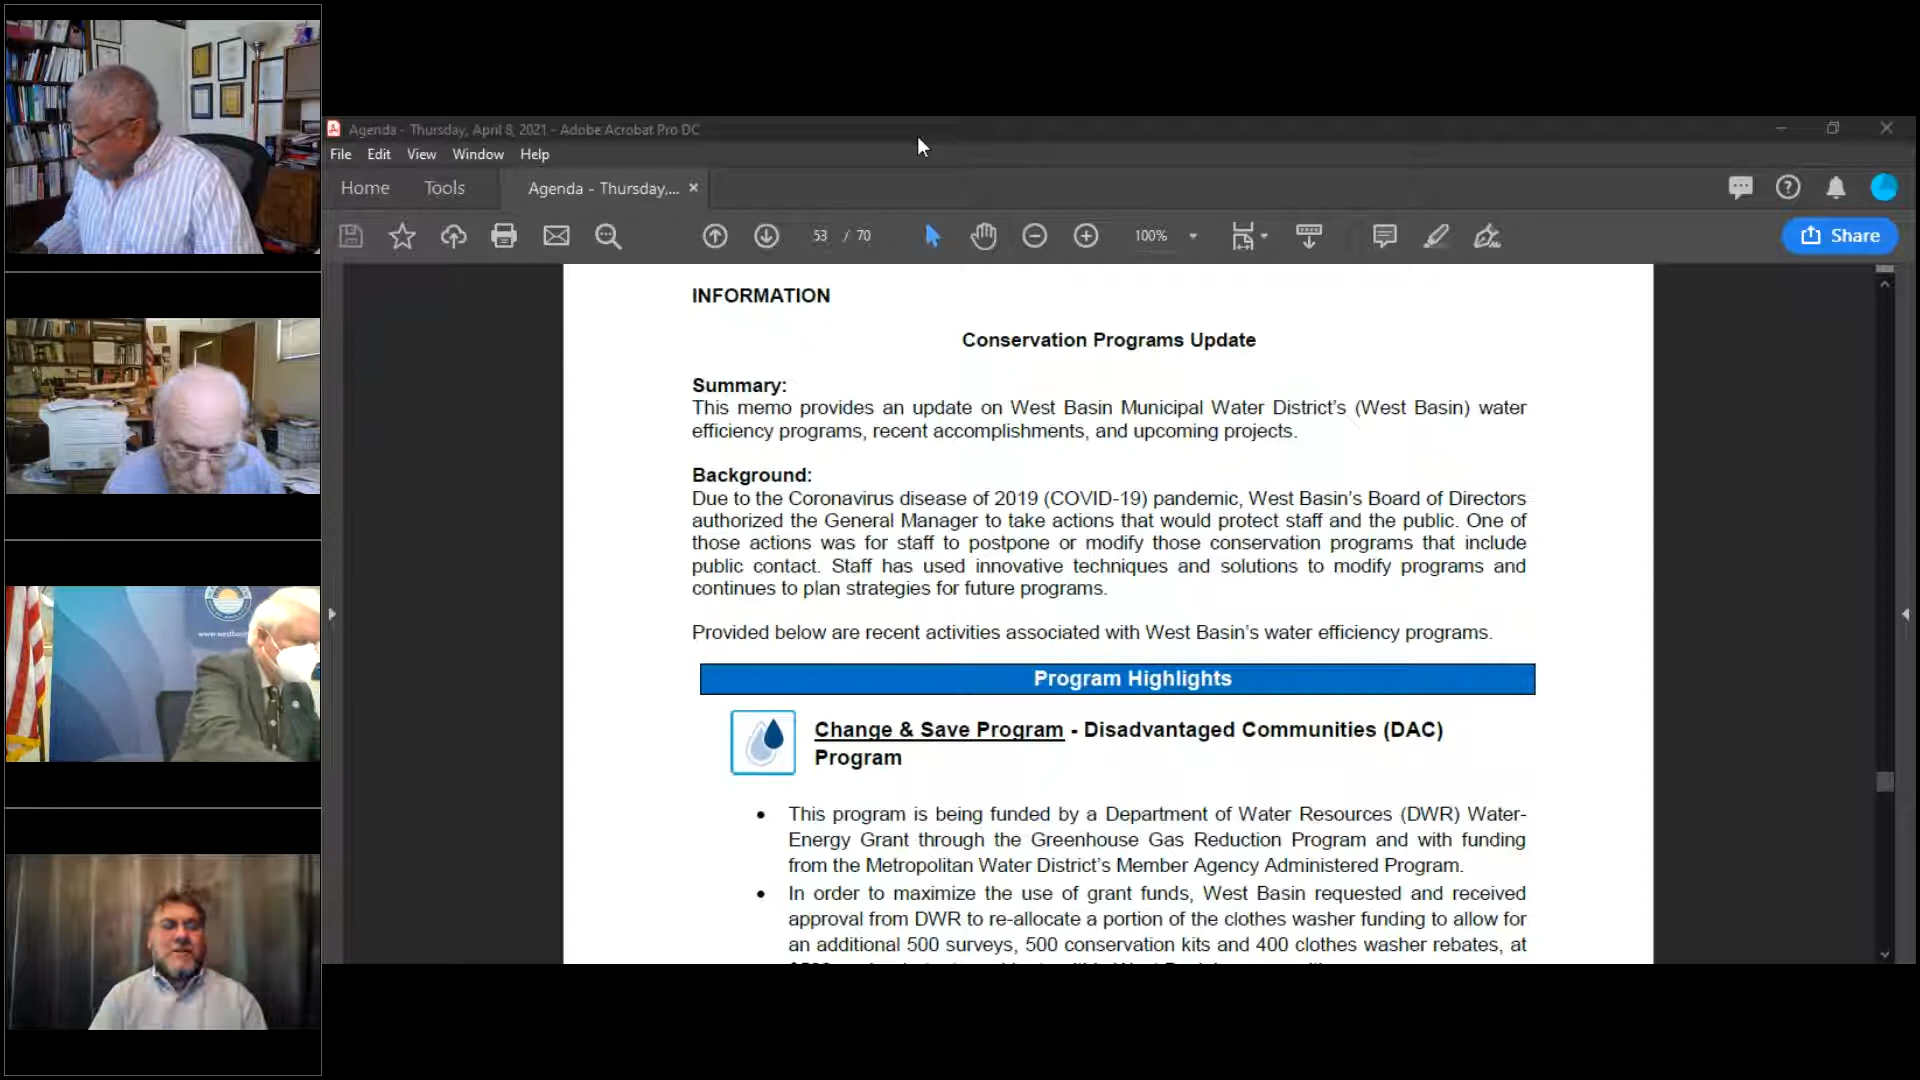 Agenda - Thursday, April 8, 2021 - Adobe Acrobat Pro DC
File Edit View Window Help
Home Tools Agenda - Thursday,... ×
53 / 70 100% Share
INFORMATION
Conservation Programs Update
Summary:
This memo provides an update on West Basin Municipal Water District's (West Basin) water
efficiency programs, recent accomplishments, and upcoming projects.
Background:
Due to the Coronavirus disease of 2019 (COVID-19) pandemic, West Basin's Board of Directors
authorized the General Manager to take actions that would protect staff and the public. One of
those actions was for staff to postpone or modify those conservation programs that include
public contact. Staff has used innovative techniques and solutions to modify programs and
continues to plan strategies for future programs.
Provided below are recent activities associated with West Basin's water efficiency programs.
Program Highlights
Change & Save Program - Disadvantaged Communities (DAC)
Program
• This program is being funded by a Department of Water Resources (DWR) Water-
Energy Grant through the Greenhouse Gas Reduction Program and with funding
from the Metropolitan Water District's Member Agency Administered Program.
• In order to maximize the use of grant funds, West Basin requested and received
approval from DWR to re-allocate a portion of the clothes washer funding to allow for
an additional 500 surveys, 500 conservation kits and 400 clothes washer rebates, at
www.westbasin